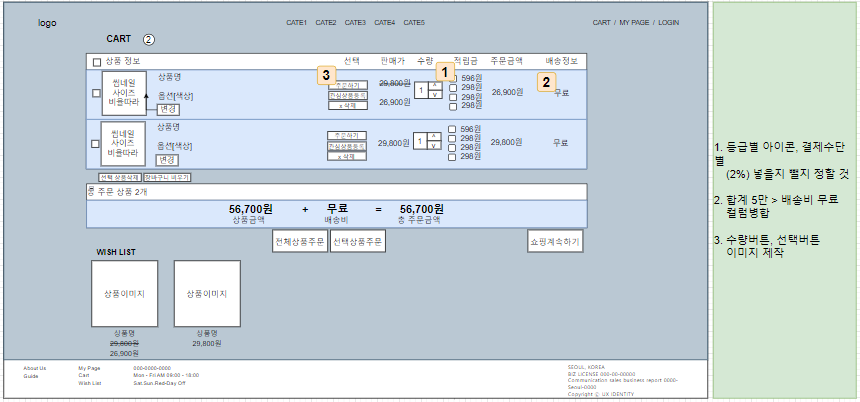 logo
CATE1 CATE2 CATE3 CATE4 CATE5
CART / MY PAGE / LOGIN
CART 2
상품 정보 선택 판매가 수량 적립금 주문금액 배송정보
3
1
2
썸네일
사이즈
비율따라
상품명
옵션[색상]
변경
주문하기
관심상품등록
x 삭제
29,800원
26,900원
1
596원
298원
298원
298원
26,900원
무료
썸네일
사이즈
비율따라
상품명
옵션[색상]
변경
주문하기
관심상품등록
x 삭제
29,800원
1
596원
298원
298원
298원
29,800원
무료
선택 상품삭제 장바구니 비우기
총 주문 상품 2개
56,700원 + 무료 = 56,700원
상품금액 배송비 총 주문금액
전체상품주문 선택상품주문 쇼핑계속하기
WISH LIST
상품이미지 상품이미지
상품명 상품명
29,800원 29,800원
26,900원
About Us
Guide
My Page
Cart
Wish List
000-0000-0000
Mon - Fri AM 09:00 - 18:00
Sat.Sun.Red-Day Off
SEOUL, KOREA
BIZ LICENSE 000-00-00000
Communication sales business report 0000-
Seoul-0000
Copyright ⓒ UX IDENTITY
1. 등급별 아이콘, 결제수단
별
(2%) 넣을지 뺄지 정할 것
2. 합계 5만 > 배송비 무료
컬럼병합
3. 수량버튼, 선택버튼
이미지 제작